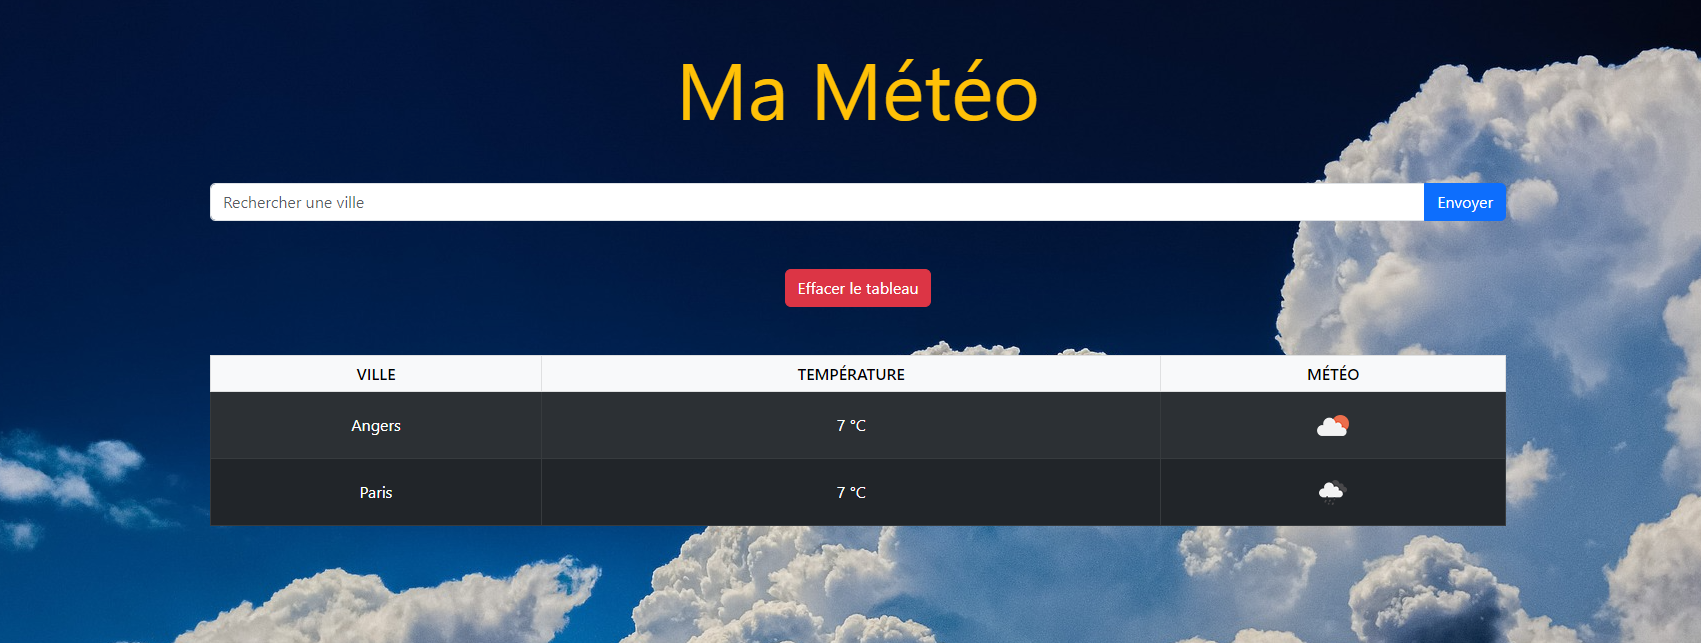 Ma Météo
Rechercher une ville Envoyer
Effacer le tableau
VILLE TEMPÉRATURE MÉTÉO
Angers 7 °C
Paris 7 °C